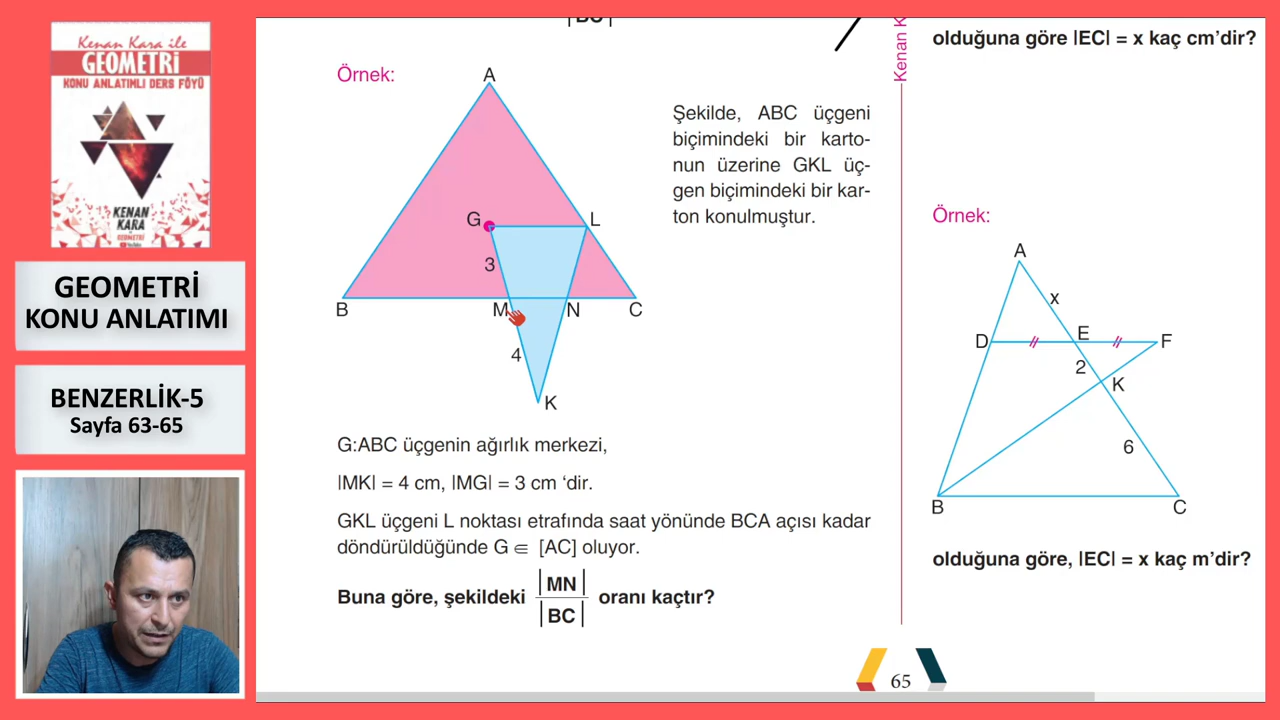 Kenan Kara ile
GEOMETRİ
KONU ANLATIMLI DERS FÖYÜ
KENAN
KARA
GEOMETRİ
KONU ANLATIMI
BENZERLİK-5
Sayfa 63-65
Örnek:
A
G
L
3
B
M
N
C
4
K
Şekilde, ABC üçgeni
biçimindeki bir karto-
nun üzerine GKL üç-
gen biçimindeki bir kar-
ton konulmuştur.
G:ABC üçgenin ağırlık merkezi,
|MK| = 4 cm, |MG| = 3 cm ‘dir.
GKL üçgeni L noktası etrafında saat yönünde BCA açısı kadar
döndürüldüğünde G ∈ [AC] oluyor.
Buna göre, şekildeki |MN| / |BC| oranı kaçtır?
Kenan K
olduğuna göre |EC| = x kaç cm’dir?
Örnek:
A
x
D
E
F
2
K
6
B
C
olduğuna göre, |EC| = x kaç m’dir?
65